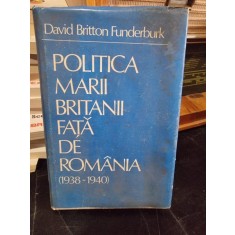 David Britton Funderburk
POLITICA
MARII
BRITANII
FAȚĂ
DE
ROMÂNIA
(1938-1940)